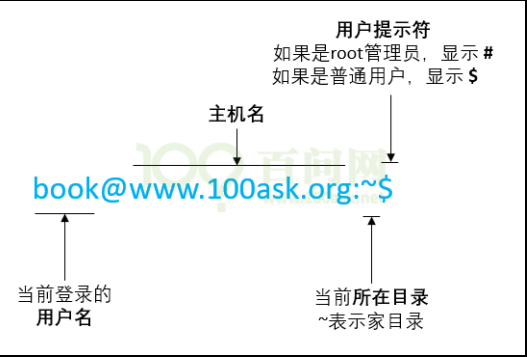 用户提示符
如果是root管理员，显示 #
如果是普通用户，显示 $
主机名
100 百问网
book@www.100ask.org:~$
当前登录的
用户名
当前所在目录
~表示家目录